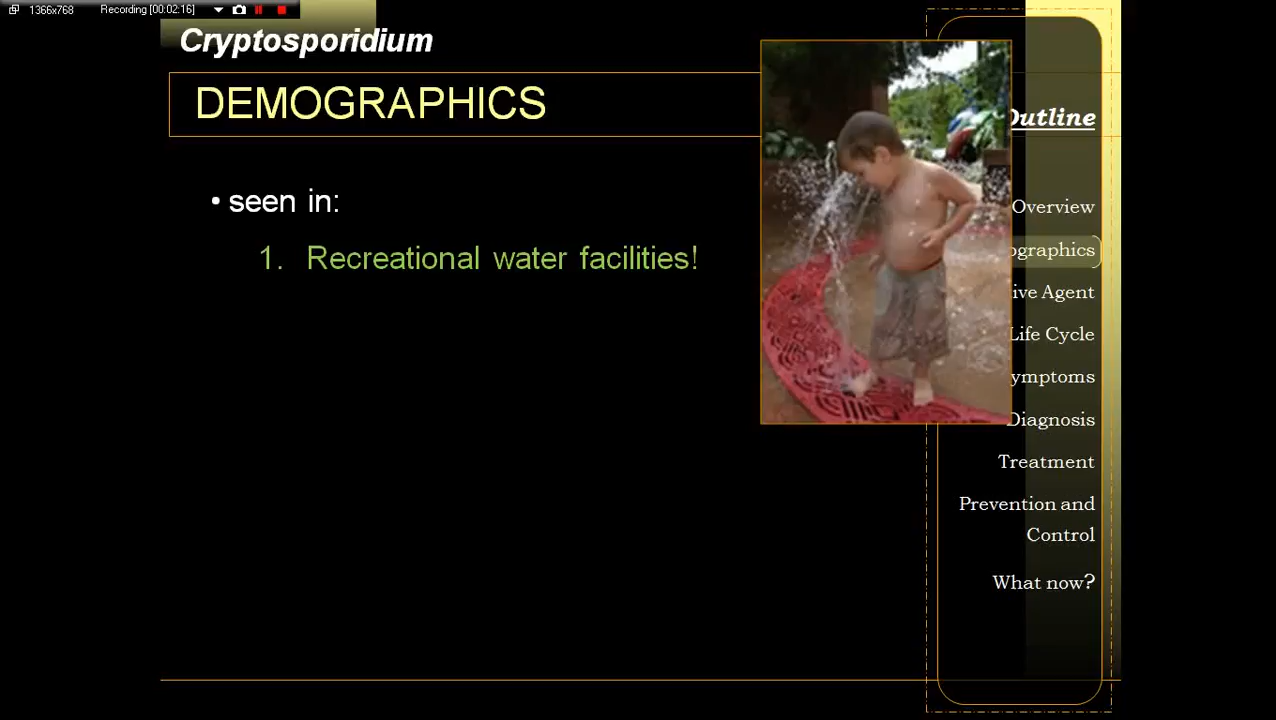 1366x768 Recording [00:02:16]
Cryptosporidium
DEMOGRAPHICS
• seen in:
1. Recreational water facilities!
Outline
Overview
ographics
ive Agent
Life Cycle
ymptoms
Diagnosis
Treatment
Prevention and
Control
What now?